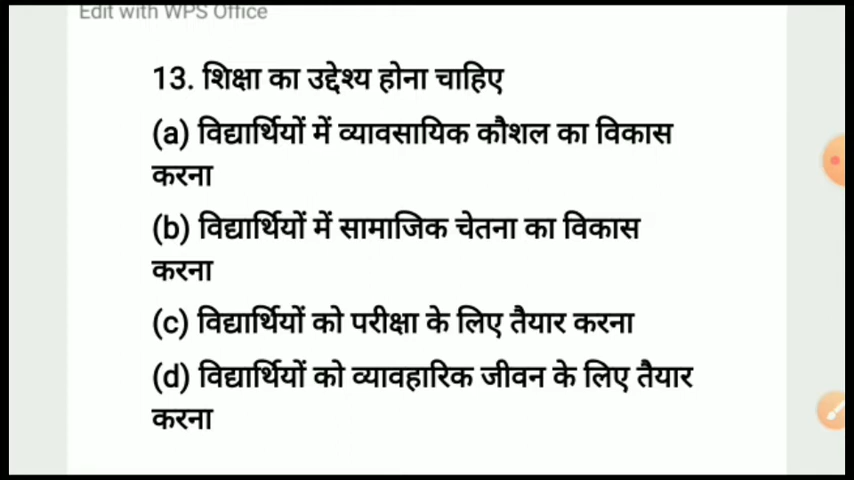 Edit with WPS Office
13. शिक्षा का उद्देश्य होना चाहिए
(a) विद्यार्थियों में व्यावसायिक कौशल का विकास
करना
(b) विद्यार्थियों में सामाजिक चेतना का विकास
करना
(c) विद्यार्थियों को परीक्षा के लिए तैयार करना
(d) विद्यार्थियों को व्यावहारिक जीवन के लिए तैयार
करना